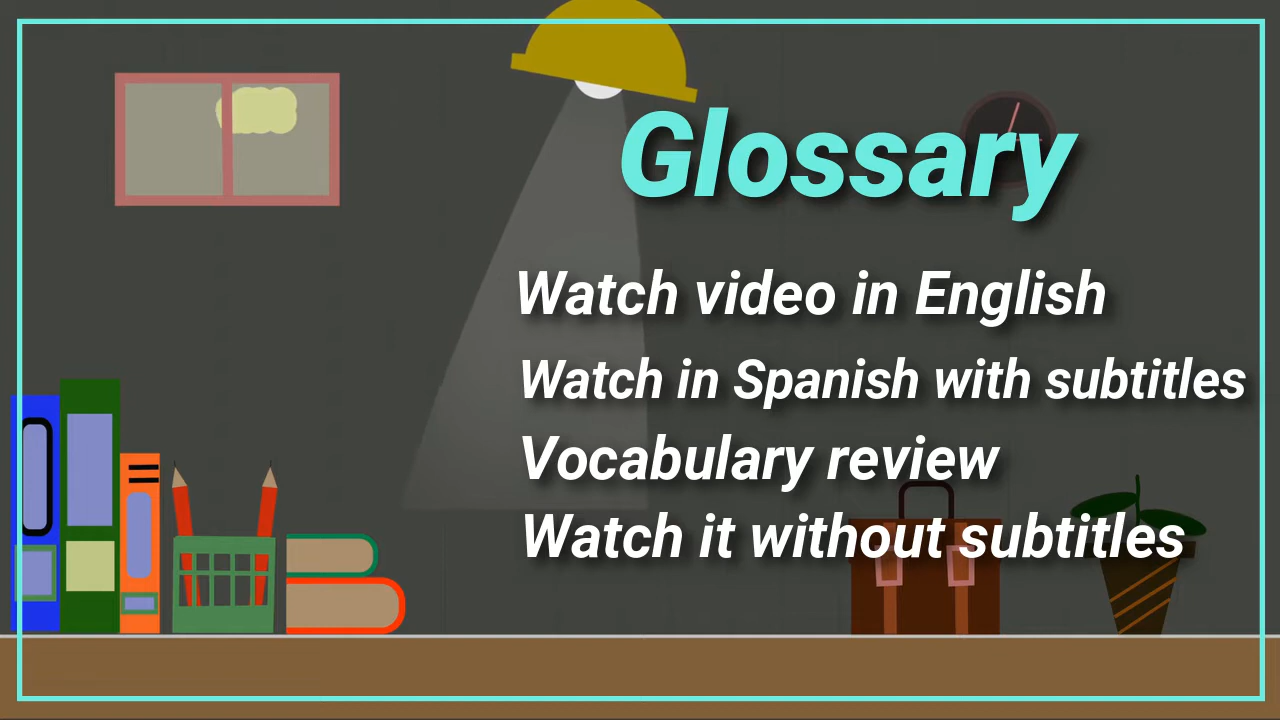 Glossary
Watch video in English
Watch in Spanish with subtitles
Vocabulary review
Watch it without subtitles